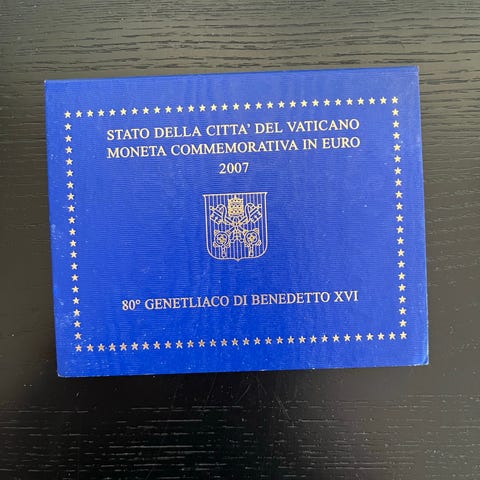 STATO DELLA CITTA' DEL VATICANO
MONETA COMMEMORATIVA IN EURO
2007
80° GENETLIACO DI BENEDETTO XVI